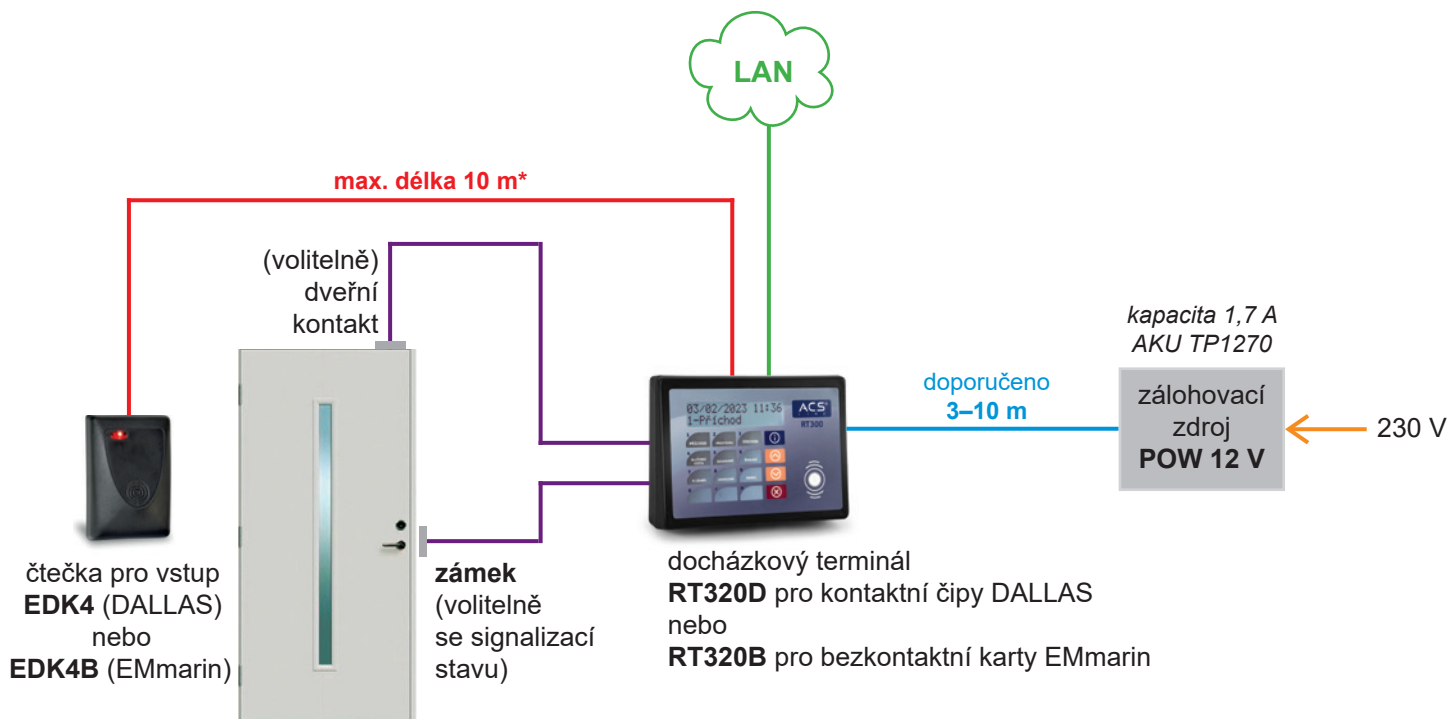 LAN
max. délka 10 m*
(volitelně)
dveřní
kontakt
kapacita 1,7 A
AKU TP1270
doporučeno
3–10 m
zálohovací
zdroj
POW 12 V
230 V
03/02/2023 11:36
1-Příchod
ACS
RT300
čtečka pro vstup
EDK4 (DALLAS)
nebo
EDK4B (EMmarin)
zámek
(volitelně
se signalizací
stavu)
docházkový terminál
RT320D pro kontaktní čipy DALLAS
nebo
RT320B pro bezkontaktní karty EMmarin